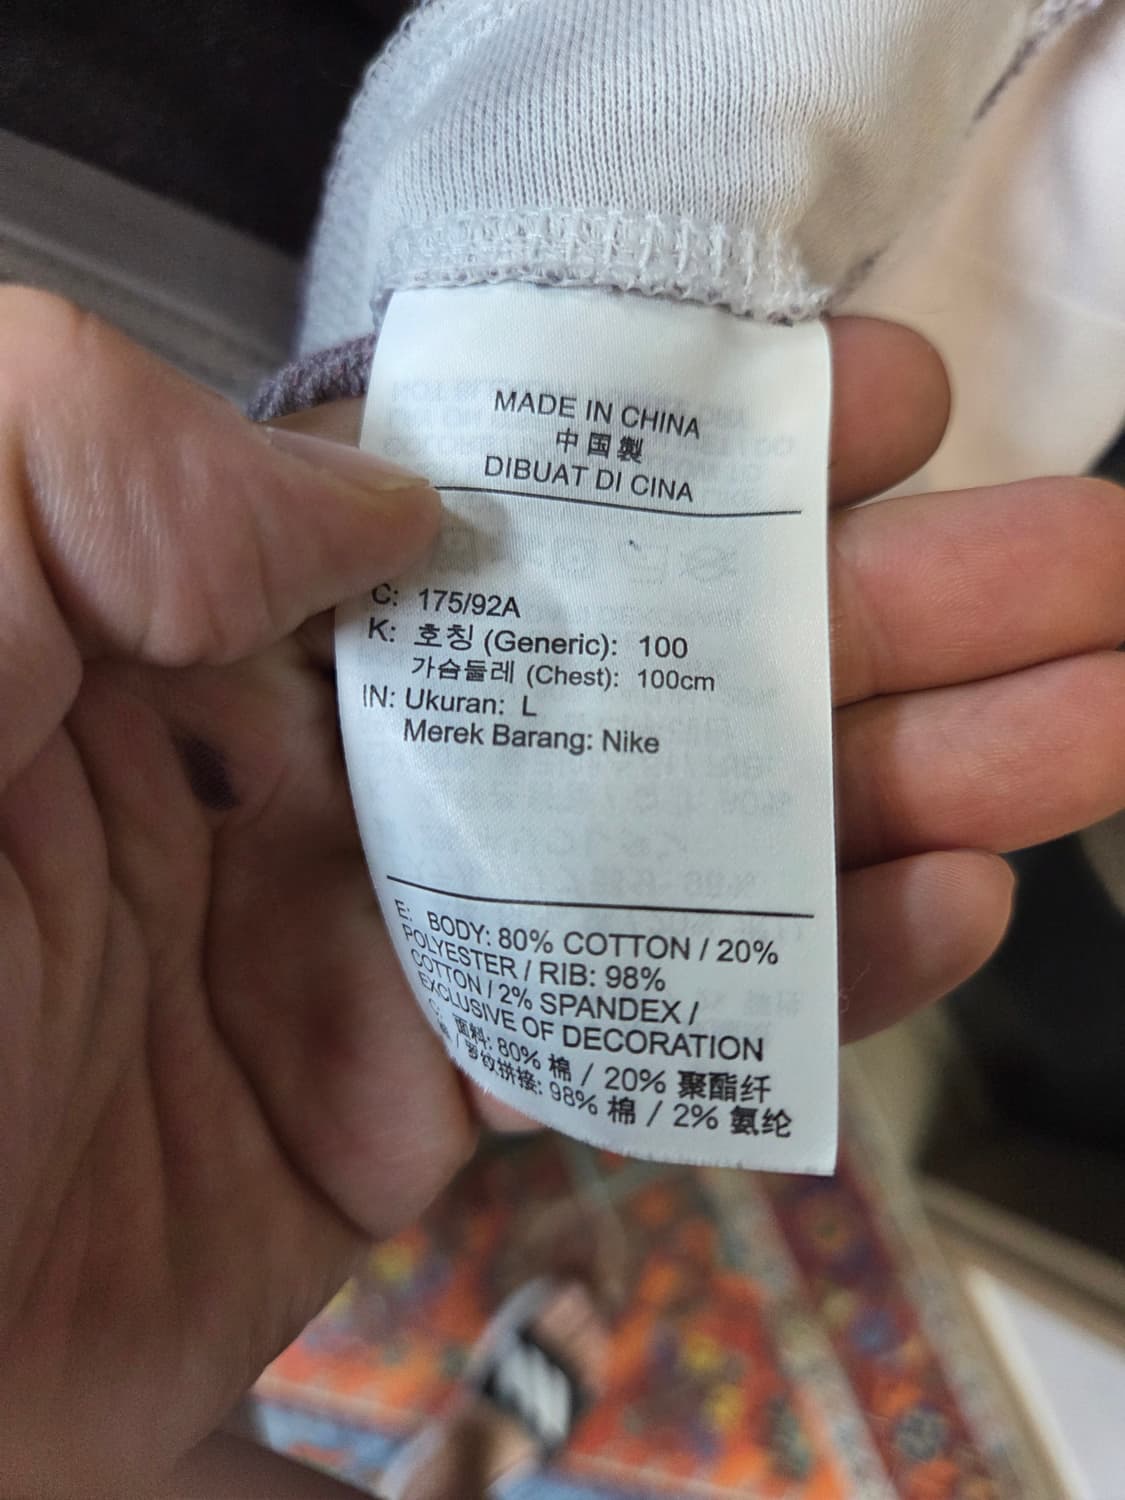 MADE IN CHINA
中国製
DIBUAT DI CINA
C: 175/92A
K: 호칭 (Generic): 100
가슴둘레 (Chest): 100cm
IN: Ukuran: L
Merek Barang: Nike
E: BODY: 80% COTTON / 20%
POLYESTER / RIB: 98%
COTTON / 2% SPANDEX /
EXCLUSIVE OF DECORATION
C: 面料: 80% 棉 / 20% 聚酯纤
/ 罗纹拼接: 98% 棉 / 2% 氨纶